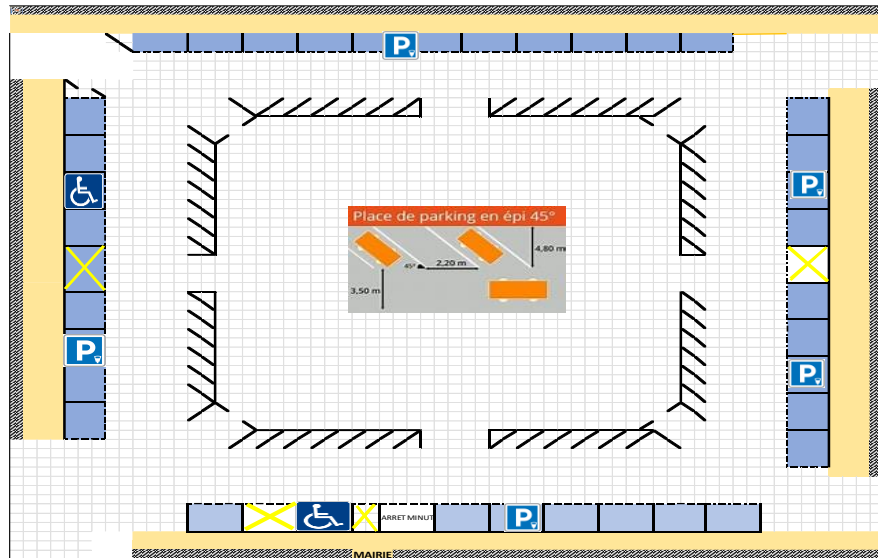 P
P
Place de parking en épi 45°
4,80 m
45°
2,20 m
3,50 m
P
P
ARRET MINUT
P
MAIRIE